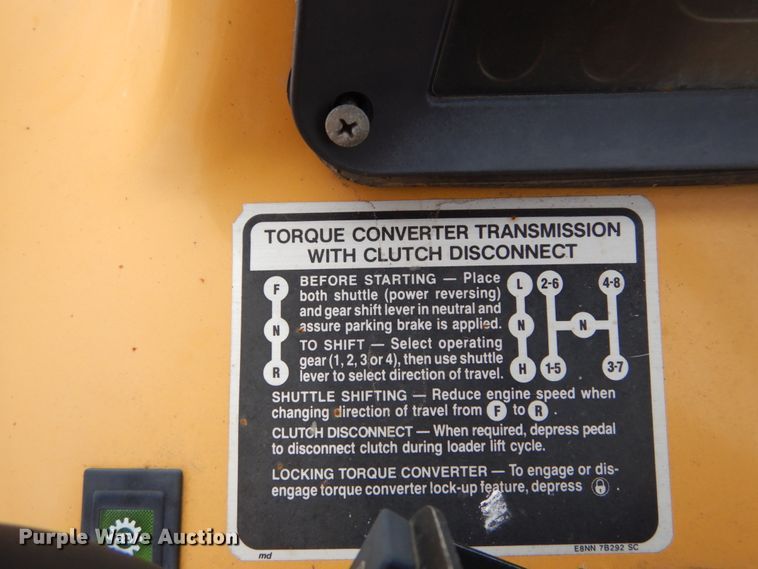 TORQUE CONVERTER TRANSMISSION
WITH CLUTCH DISCONNECT
F
N
R
BEFORE STARTING — Place
both shuttle (power reversing)
and gear shift lever in neutral and
assure parking brake is applied.
TO SHIFT — Select operating
gear (1, 2, 3 or 4), then use shuttle
lever to select direction of travel.
L 2-6 4-8
N N
H 1-5 3-7
SHUTTLE SHIFTING — Reduce engine speed when
changing direction of travel from F to R .
CLUTCH DISCONNECT — When required, depress pedal
to disconnect clutch during loader lift cycle.
LOCKING TORQUE CONVERTER — To engage or dis-
engage torque converter lock-up feature, depress .
md
E8NN 7B292 SC
Purple Wave Auction